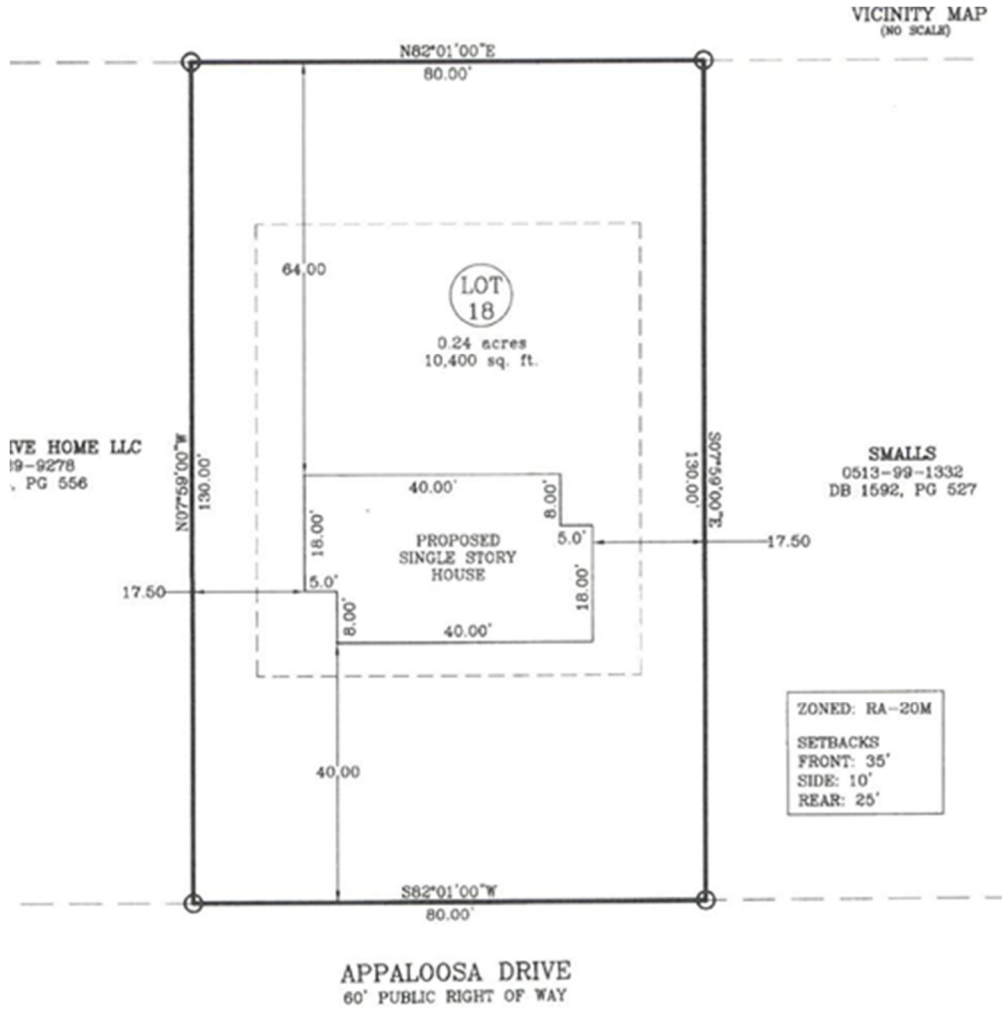 VICINITY MAP
(NO SCALE)
N82°01'00"E
80.00'
64.00
LOT
18
0.24 acres
10,400 sq. ft.
HOME LLC
-9278
, PG 556
N07°59'00"W
130.00'
S07°59'00"E
130.00'
SMALLS
0513-99-1332
DB 1592, PG 527
40.00'
8.00'
18.00'
PROPOSED
SINGLE STORY
HOUSE
5.0'
17.50
17.50
5.0'
18.00'
8.00'
40.00'
ZONED: RA-20M
SETBACKS
FRONT: 35'
SIDE: 10'
REAR: 25'
40.00
S82°01'00"W
80.00'
APPALOOSA DRIVE
60' PUBLIC RIGHT OF WAY